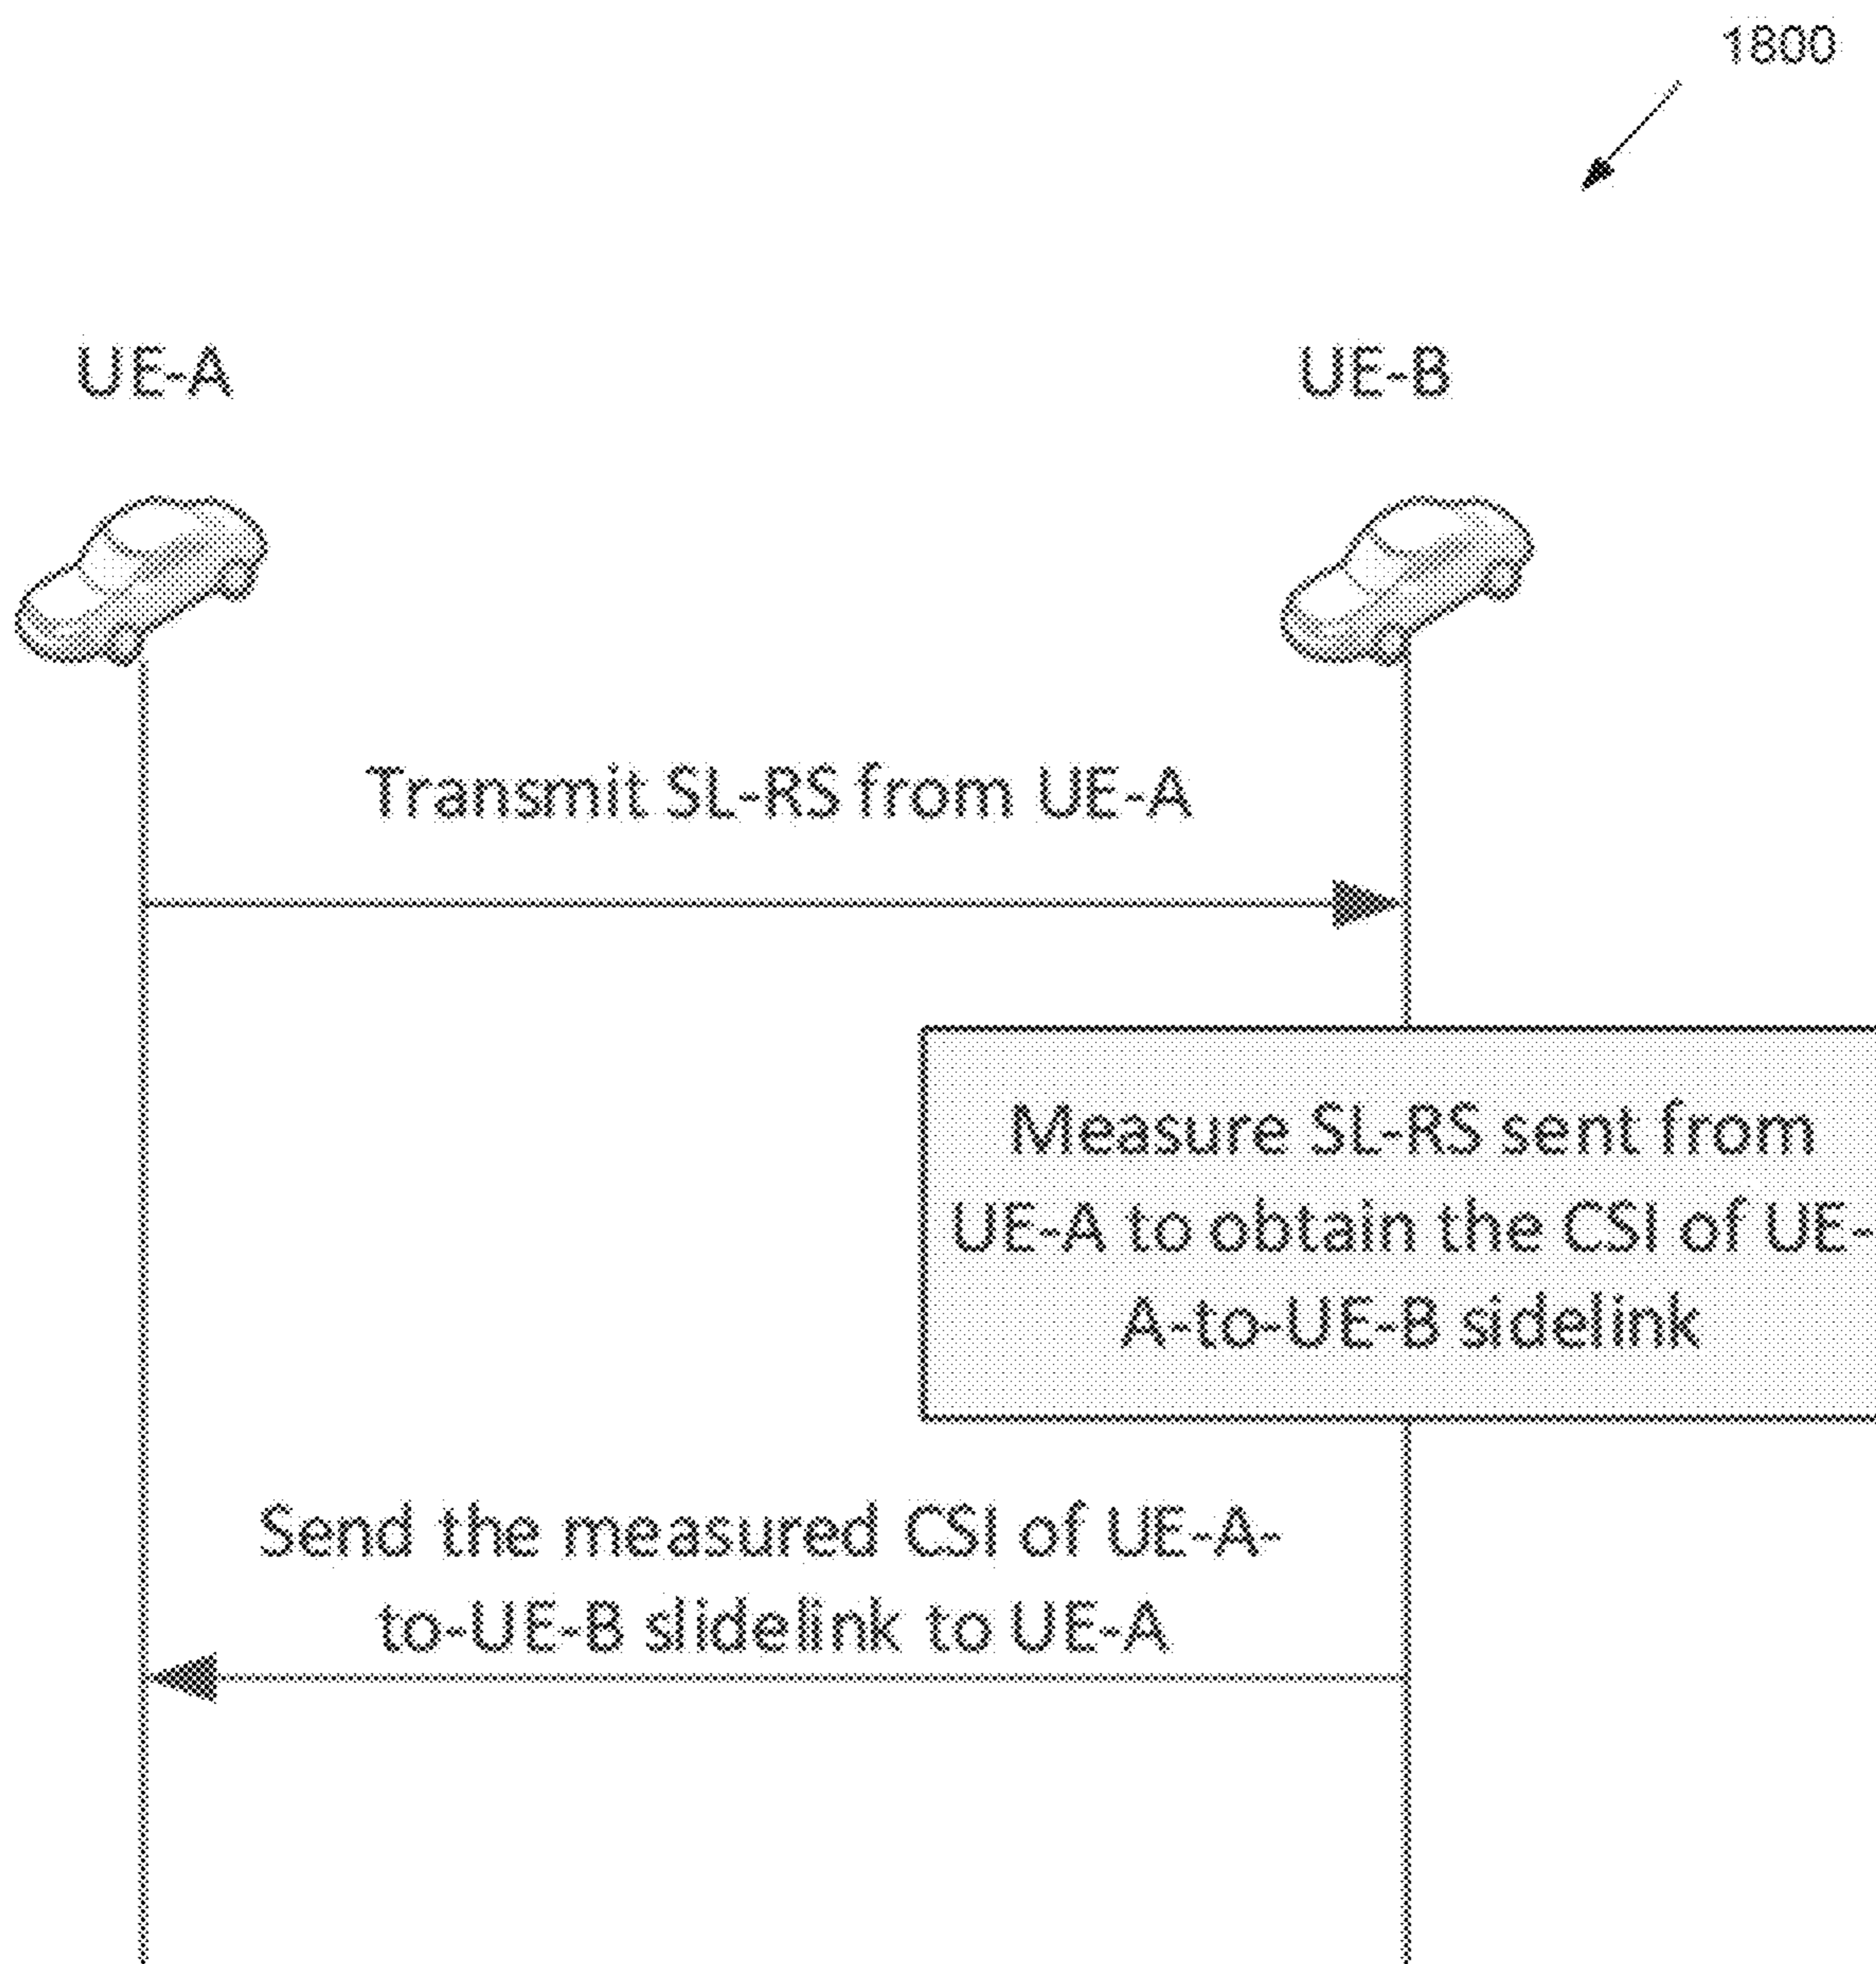 1800
UE-A
UE-B
Transmit SL-RS from UE-A
Measure SL-RS sent from
UE-A to obtain the CSI of UE-
A-to-UE-B sidelink
Send the measured CSI of UE-A-
to-UE-B slidelink to UE-A